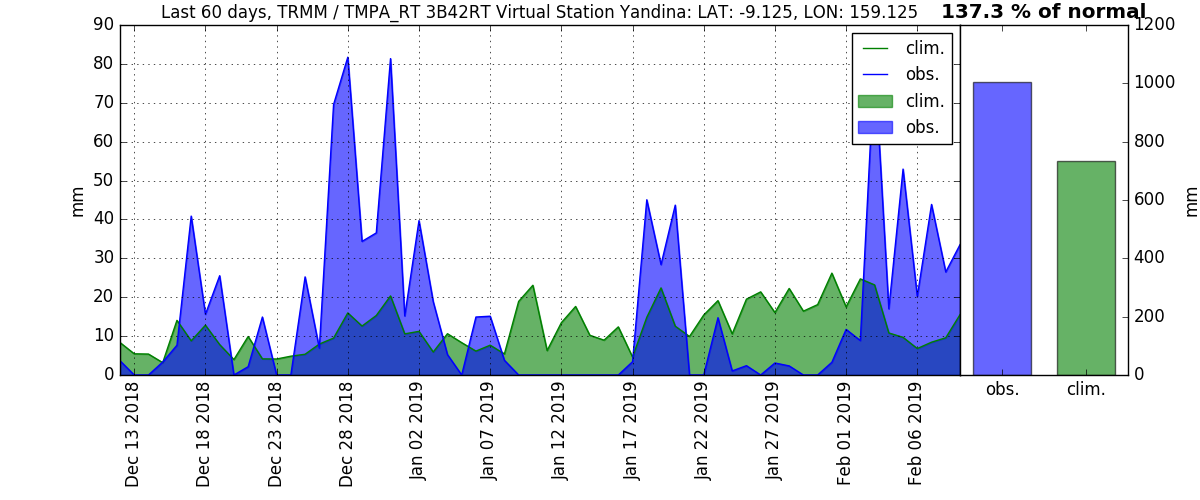 Last 60 days, TRMM / TMPA_RT 3B42RT Virtual Station Yandina: LAT: -9.125, LON: 159.125
137.3 % of normal
90
80
70
60
50
40
30
20
10
0
mm
clim.
obs.
clim.
obs.
1200
1000
800
600
400
200
0
mm
Dec 13 2018
Dec 18 2018
Dec 23 2018
Dec 28 2018
Jan 02 2019
Jan 07 2019
Jan 12 2019
Jan 17 2019
Jan 22 2019
Jan 27 2019
Feb 01 2019
Feb 06 2019
obs.
clim.